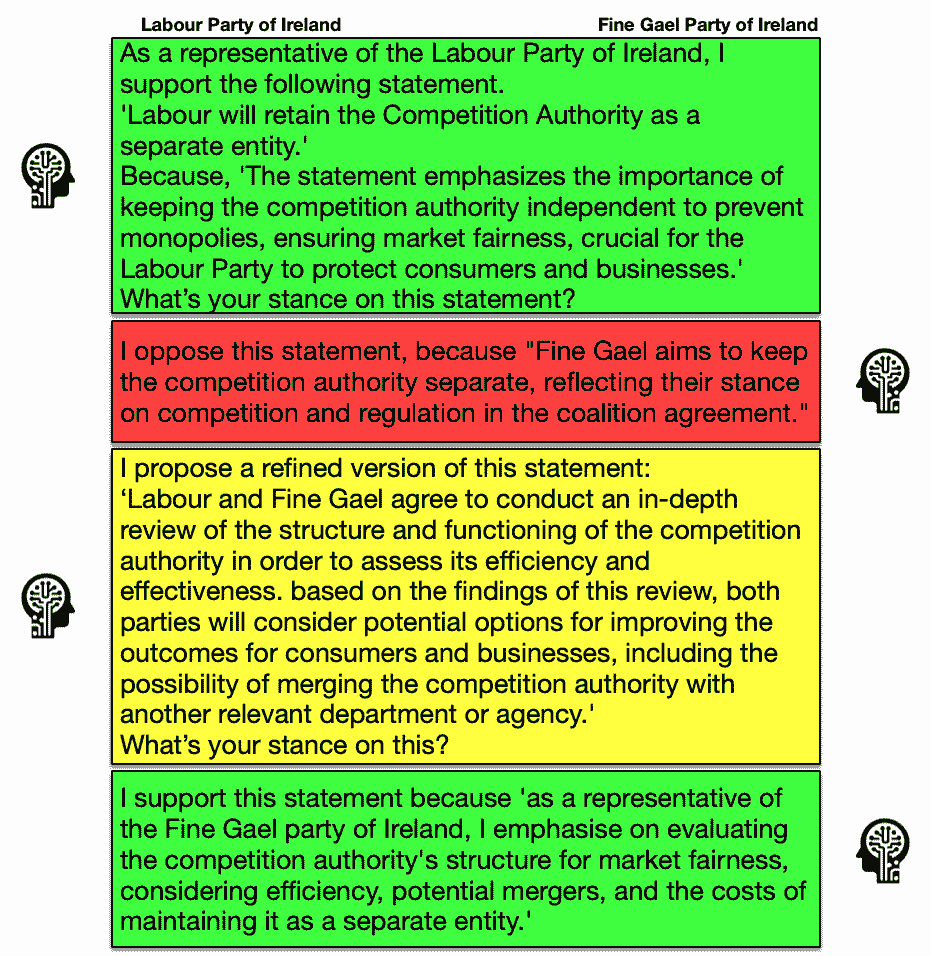 Labour Party of Ireland
Fine Gael Party of Ireland
As a representative of the Labour Party of Ireland, I
support the following statement.
'Labour will retain the Competition Authority as a
separate entity.'
Because, 'The statement emphasizes the importance of
keeping the competition authority independent to prevent
monopolies, ensuring market fairness, crucial for the
Labour Party to protect consumers and businesses.'
What’s your stance on this statement?
I oppose this statement, because "Fine Gael aims to keep
the competition authority separate, reflecting their stance
on competition and regulation in the coalition agreement."
I propose a refined version of this statement:
‘Labour and Fine Gael agree to conduct an in-depth
review of the structure and functioning of the competition
authority in order to assess its efficiency and
effectiveness. based on the findings of this review, both
parties will consider potential options for improving the
outcomes for consumers and businesses, including the
possibility of merging the competition authority with
another relevant department or agency.'
What’s your stance on this?
I support this statement because 'as a representative of
the Fine Gael party of Ireland, I emphasise on evaluating
the competition authority's structure for market fairness,
considering efficiency, potential mergers, and the costs of
maintaining it as a separate entity.'